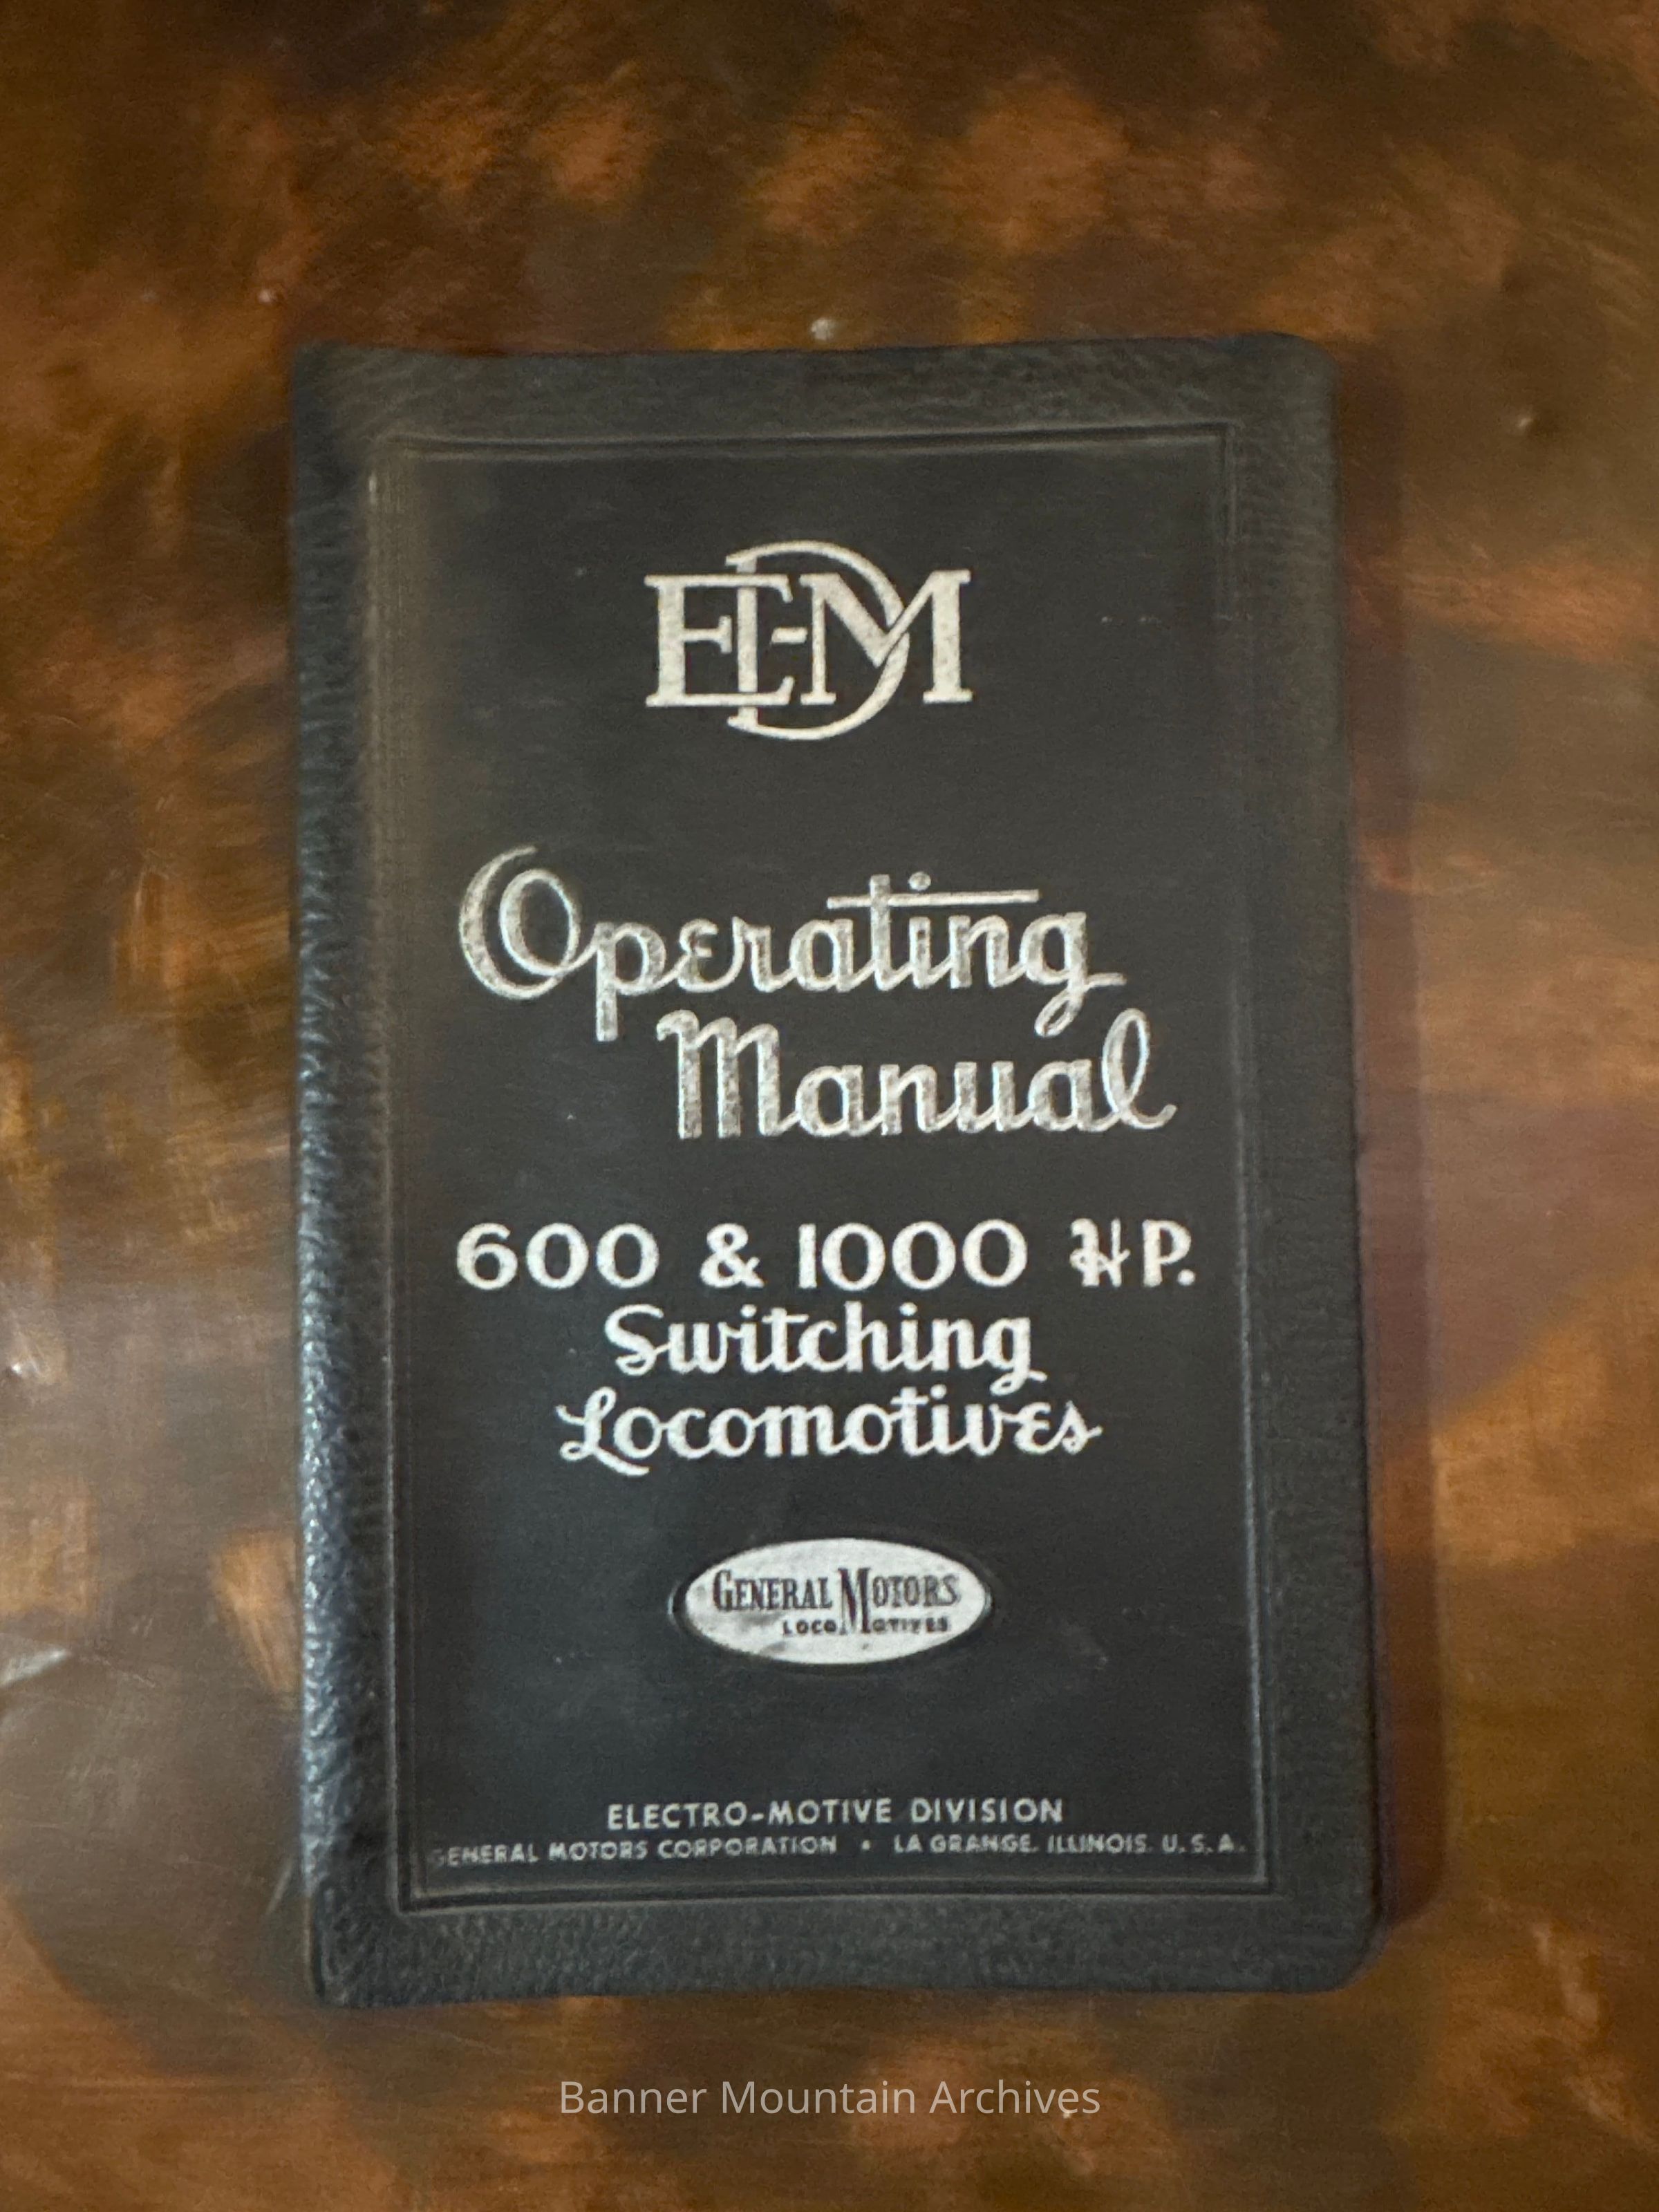 E-M D
Operating
Manual
600 & 1000 H.P.
Switching
Locomotives
GENERAL MOTORS
LOCOMOTIVES
ELECTRO-MOTIVE DIVISION
GENERAL MOTORS CORPORATION • LA GRANGE, ILLINOIS, U.S.A.
Banner Mountain Archives